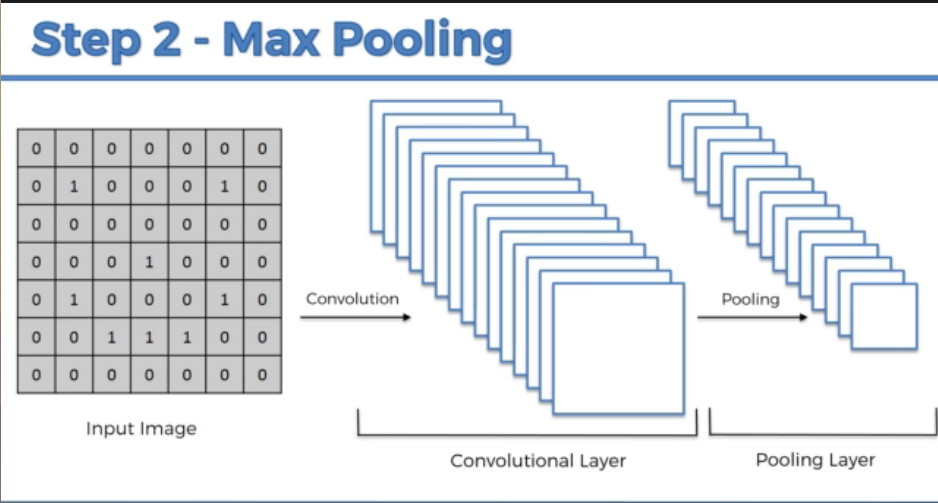 Step 2 - Max Pooling
0 0 0 0 0 0 0
0 1 0 0 0 1 0
0 0 0 0 0 0 0
0 0 0 1 0 0 0
0 1 0 0 0 1 0
0 0 1 1 1 0 0
0 0 0 0 0 0 0
Input Image
Convolution
Convolutional Layer
Pooling
Pooling Layer